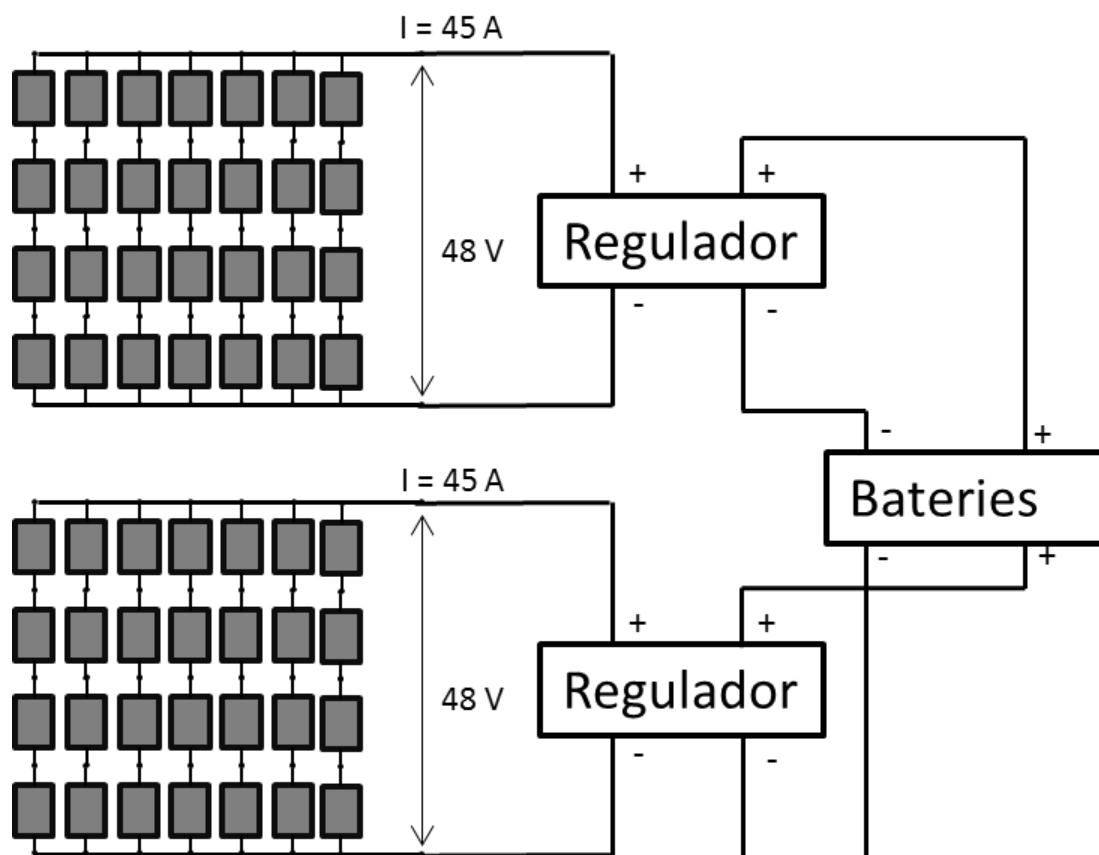 I = 45 A
+ +
Regulador
48 V
- -
- +
Bateries
- +
I = 45 A
+ +
Regulador
48 V
- -